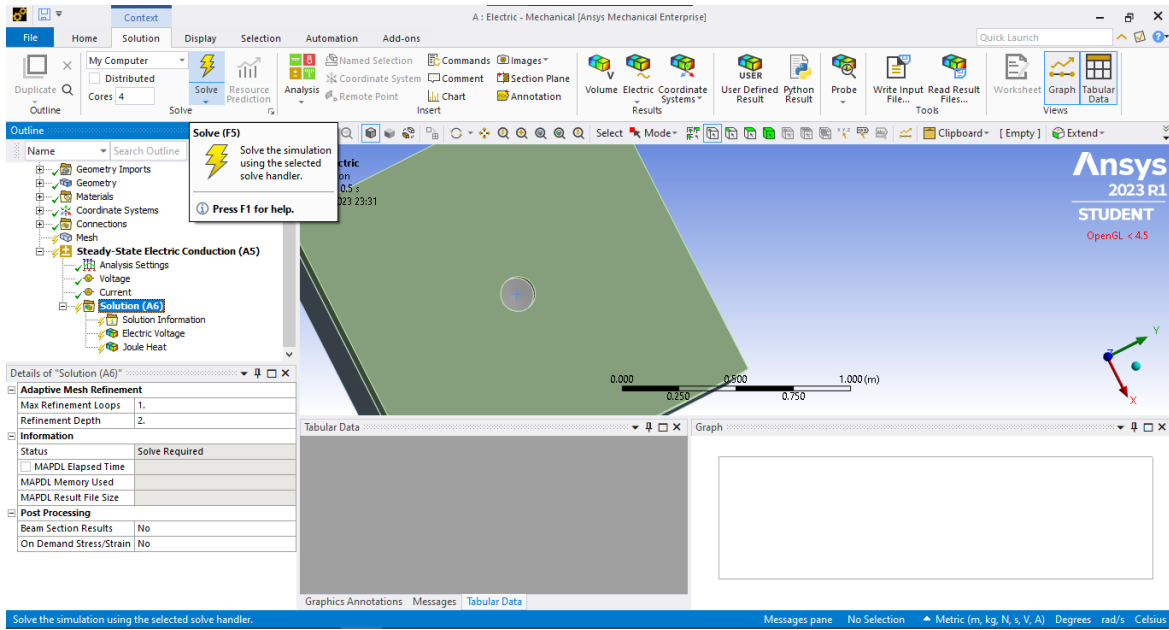 Context
A : Electric - Mechanical [Ansys Mechanical Enterprise]
File Home Solution Display Selection Automation Add-ons
Quick Launch
Duplicate
Outline
My Computer
Distributed
Cores 4
Solve
Resource Prediction
Solve
Analysis
Named Selection
Coordinate System
Remote Point
Commands
Comment
Chart
Images
Section Plane
Annotation
Insert
Volume Electric Coordinate Systems
Results
User Defined Result
Python Result
Probe
Write Input File...
Read Result Files...
Tools
Worksheet
Graph
Tabular Data
Views
Outline
Name Search Outline
Select Mode
Clipboard [ Empty ] Extend
Solve (F5)
Solve the simulation
using the selected
solve handler.
Press F1 for help.
ctric
on
0.5 s
023 23:31
Geometry Imports
Geometry
Materials
Coordinate Systems
Connections
Mesh
Steady-State Electric Conduction (A5)
Analysis Settings
Voltage
Current
Solution (A6)
Solution Information
Electric Voltage
Joule Heat
Ansys
2023 R1
STUDENT
OpenGL < 4.5
0.000 0.500 1.000 (m)
0.250 0.750
Y
Z
X
Details of "Solution (A6)"
Adaptive Mesh Refinement
Max Refinement Loops 1.
Refinement Depth 2.
Information
Status Solve Required
MAPDL Elapsed Time
MAPDL Memory Used
MAPDL Result File Size
Post Processing
Beam Section Results No
On Demand Stress/Strain No
Tabular Data
Graph
Graphics Annotations Messages Tabular Data
Solve the simulation using the selected solve handler.
Messages pane No Selection Metric (m, kg, N, s, V, A) Degrees rad/s Celsius